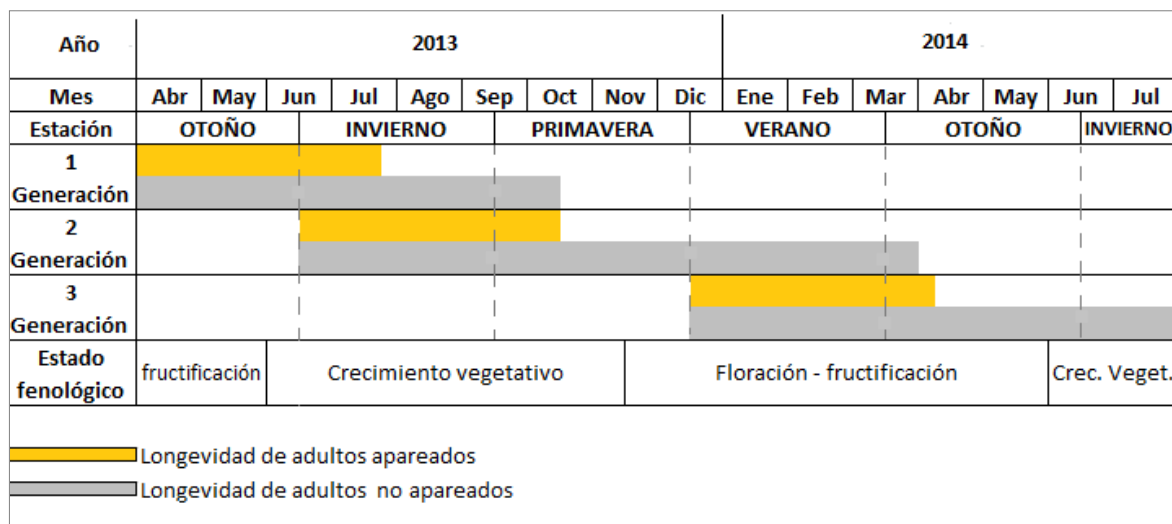 Año 2013 2014
Mes Abr May Jun Jul Ago Sep Oct Nov Dic Ene Feb Mar Abr May Jun Jul
Estación OTOÑO INVIERNO PRIMAVERA VERANO OTOÑO INVIERNO
1
Generación
2
Generación
3
Generación
Estado
fenológico
fructificación Crecimiento vegetativo Floración - fructificación Crec. Veget.
Longevidad de adultos apareados
Longevidad de adultos no apareados